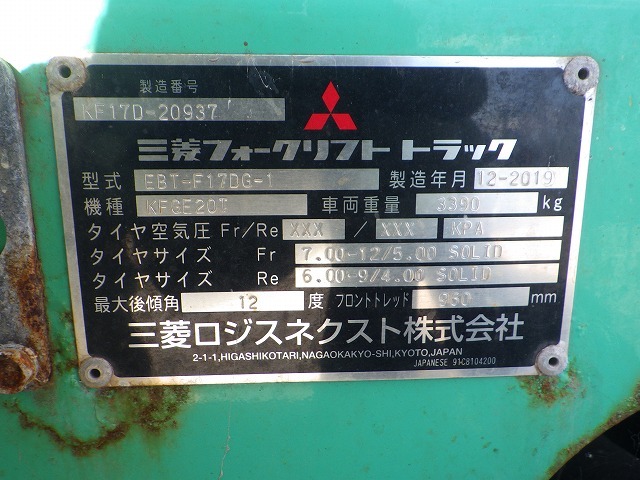 製造番号
KF17D-20937
三菱フォークリフト トラック
型式 EBT-F17DG-1 製造年月 12-2019
機種 KFGE20T 車両重量 3390 kg
タイヤ空気圧 Fr/Re XXX / XXX KPA
タイヤサイズ Fr 7.00-12/5.00 SOLID
タイヤサイズ Re 6.00-9/4.00 SOLID
最大後傾角 12 度 フロントトレッド 960 mm
三菱ロジスネクスト株式会社
2-1-1,HIGASHIKOTARI,NAGAOKAKYO-SHI,KYOTO,JAPAN
JAPANESE 91C8104200